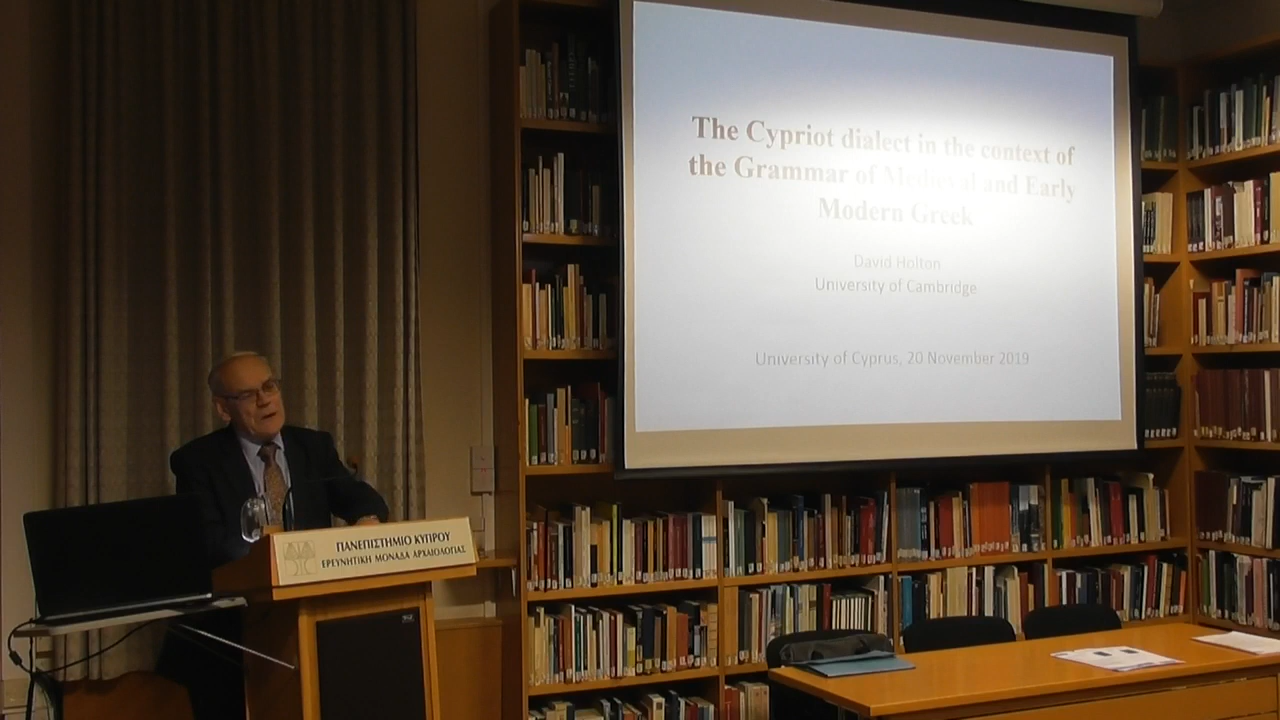 The Cypriot dialect in the context of
the Grammar of Medieval and Early
Modern Greek
David Holton
University of Cambridge
University of Cyprus, 20 November 2019
ΠΑΝΕΠΙΣΤΗΜΙΟ ΚΥΠΡΟΥ
ΕΡΕΥΝΗΤΙΚΗ ΜΟΝΑΔΑ ΑΡΧΑΙΟΛΟΓΙΑΣ